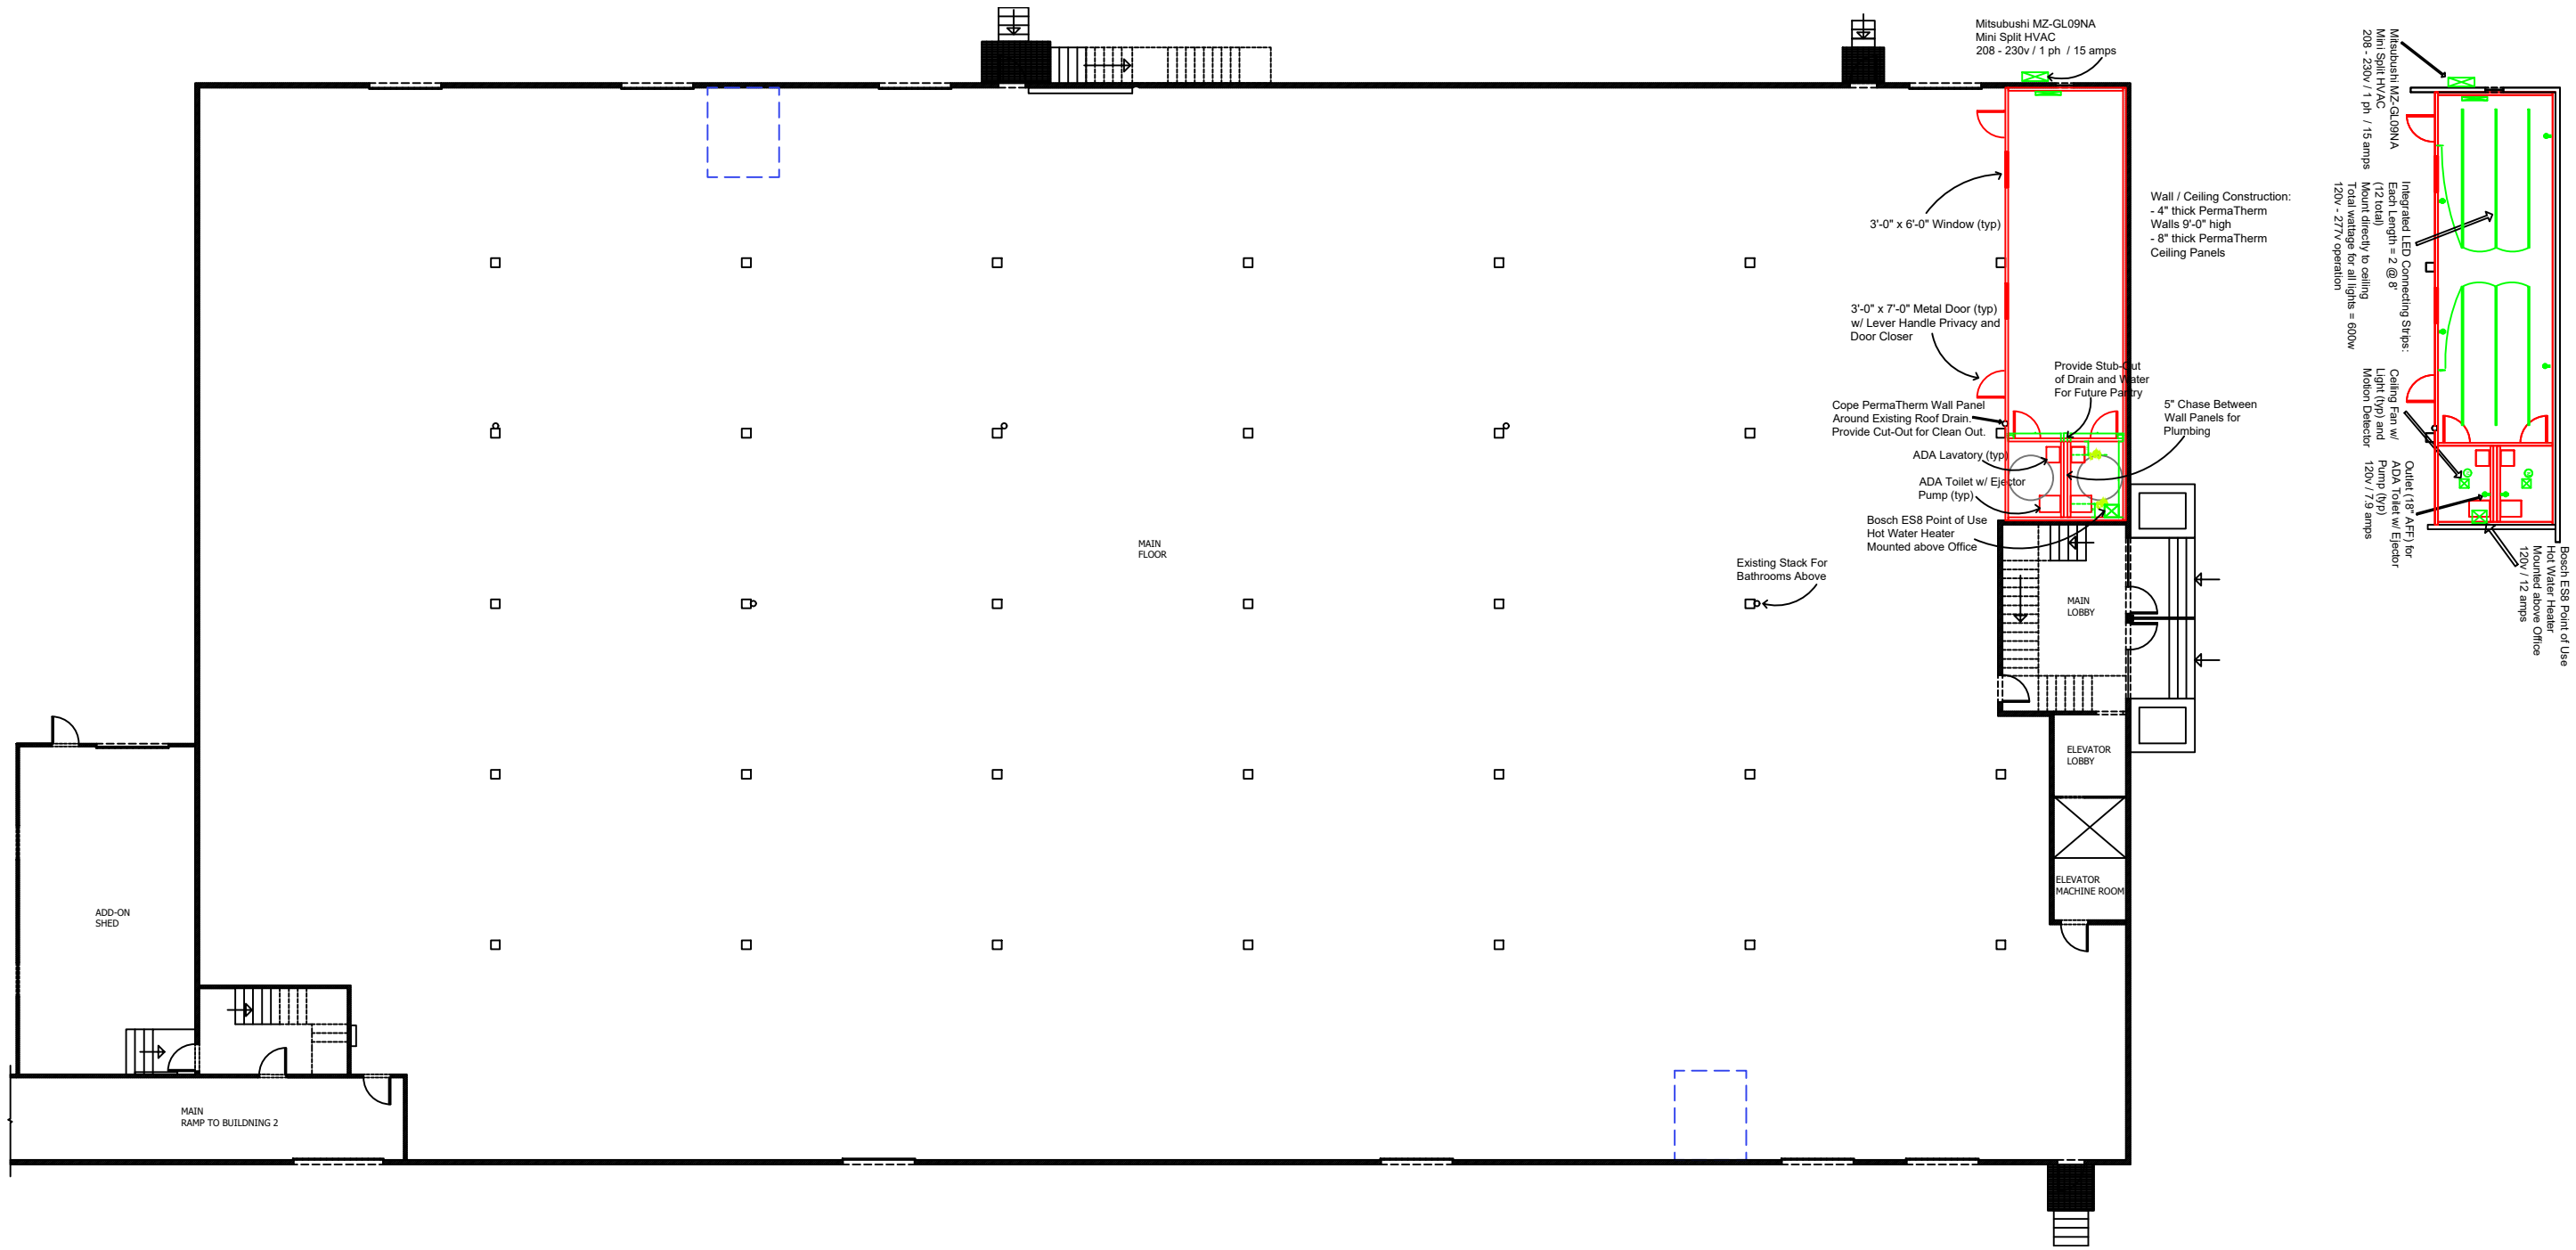 Mitsubushi MZ-GL09NA
Mini Split HVAC
208 - 230v / 1 ph / 15 amps
Wall / Ceiling Construction:
- 4" thick PermaTherm
Walls 9'-0" high
- 8" thick PermaTherm
Ceiling Panels
3'-0" x 6'-0" Window (typ)
3'-0" x 7'-0" Metal Door (typ)
w/ Lever Handle Privacy and
Door Closer
Provide Stub-Out
of Drain and Water
For Future Pantry
Cope PermaTherm Wall Panel
Around Existing Roof Drain.
Provide Cut-Out for Clean Out.
5" Chase Between
Wall Panels for
Plumbing
ADA Lavatory (typ)
ADA Toilet w/ Ejector
Pump (typ)
Bosch ES8 Point of Use
Hot Water Heater
Mounted above Office
Existing Stack For
Bathrooms Above
MAIN
FLOOR
MAIN
LOBBY
ELEVATOR
LOBBY
ELEVATOR
MACHINE ROOM
ADD-ON
SHED
MAIN
RAMP TO BUILDNING 2
Mitsubushi MZ-GL09NA
Mini Split HVAC
208 - 230v / 1 ph / 15 amps
Integrated LED Connecting Strips:
Each Length = 2 @ 8'
(12 total)
Mount directly to ceiling
Total wattage for all lights = 600w
120v - 277v operation
Ceiling Fan w/
Light (typ) and
Motion Detector
Outlet (18" AFF) for
ADA Toilet w/ Ejector
Pump (typ)
120v / 7.9 amps
Bosch ES8 Point of Use
Hot Water Heater
Mounted above Office
120v / 12 amps